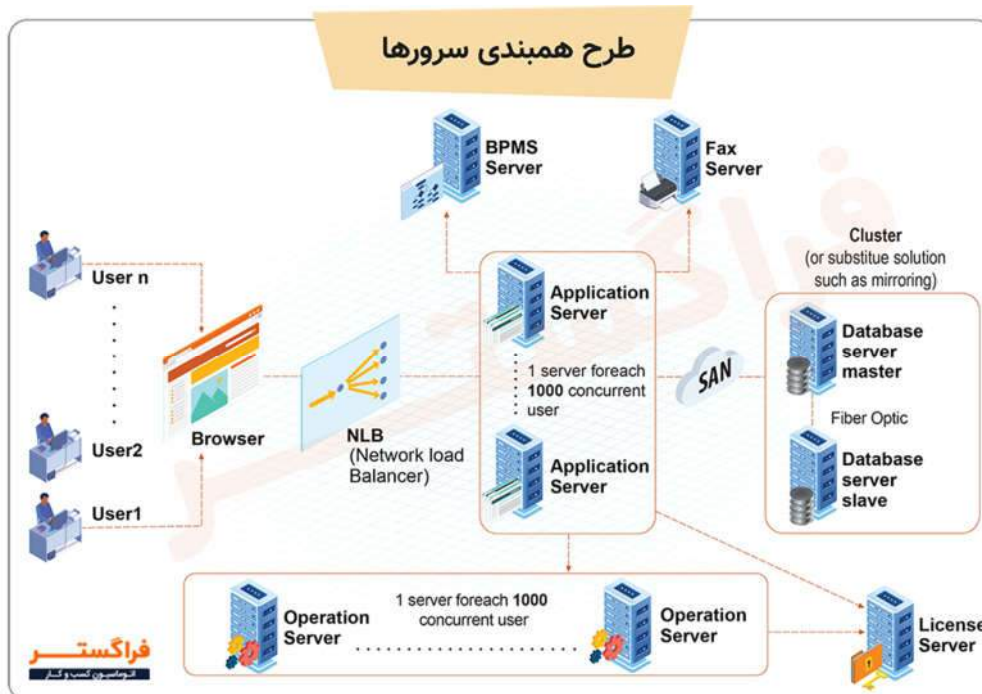 طرح همبندی سرورها
BPMS
Server
Fax
Server
Cluster
(or substitue solution
such as mirroring)
User n
Application
Server
Database
server
master
1 server foreach
1000 concurrent
user
SAN
Browser
NLB
(Network load
Balancer)
Fiber Optic
User2
Application
Server
Database
server
slave
User1
Operation
Server
1 server foreach 1000
concurrent user
Operation
Server
License
Server
فراگستر
اتوماسیون کسب و کار
فراگستر